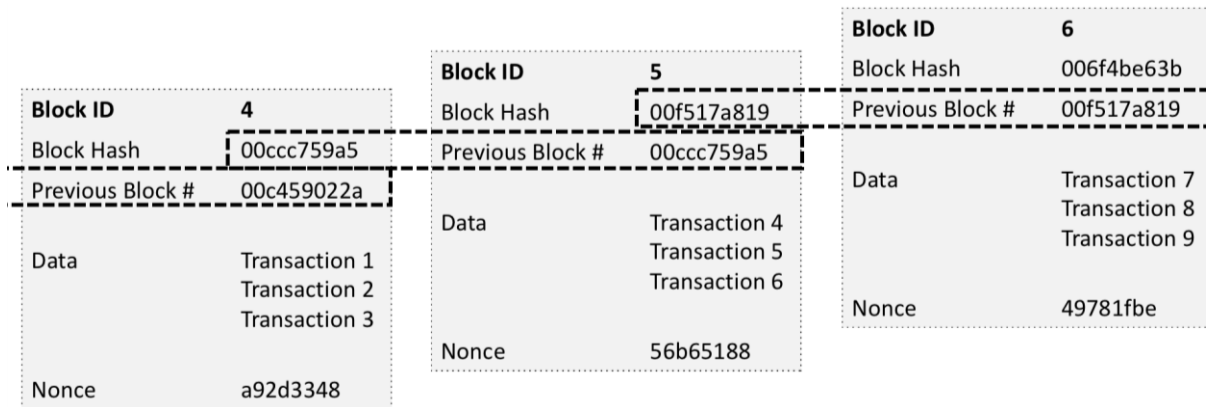 Block ID 4
Block Hash 00ccc759a5
Previous Block # 00c459022a
Data Transaction 1
Transaction 2
Transaction 3
Nonce a92d3348
Block ID 5
Block Hash 00f517a819
Previous Block # 00ccc759a5
Data Transaction 4
Transaction 5
Transaction 6
Nonce 56b65188
Block ID 6
Block Hash 006f4be63b
Previous Block # 00f517a819
Data Transaction 7
Transaction 8
Transaction 9
Nonce 49781fbe